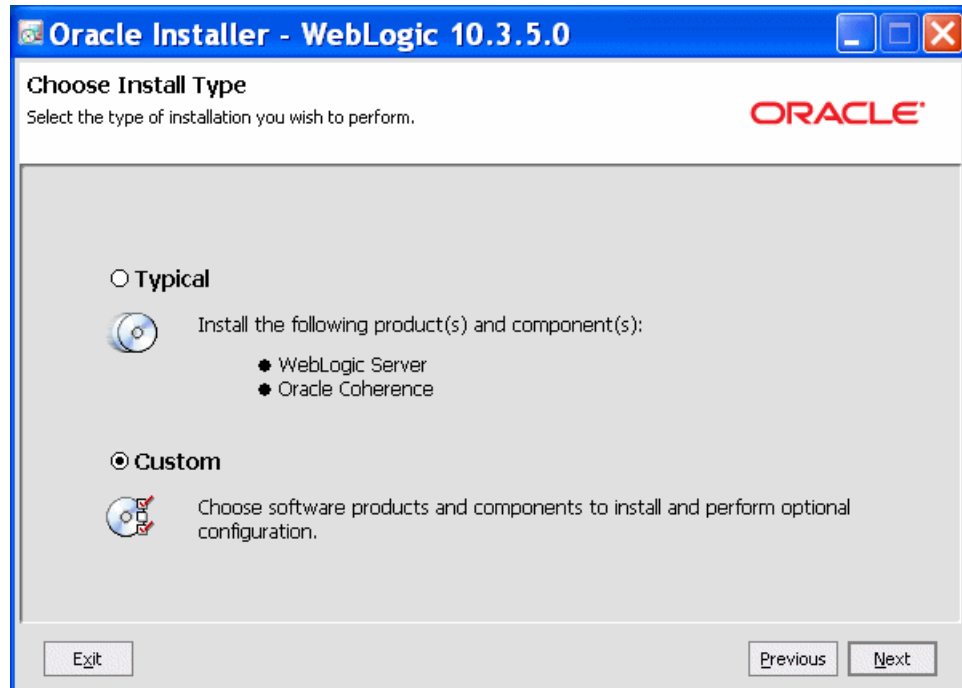 Oracle Installer - WebLogic 10.3.5.0
Choose Install Type
Select the type of installation you wish to perform.
ORACLE
Typical
Install the following product(s) and component(s):
● WebLogic Server
● Oracle Coherence
Custom
Choose software products and components to install and perform optional
configuration.
Exit
Previous
Next